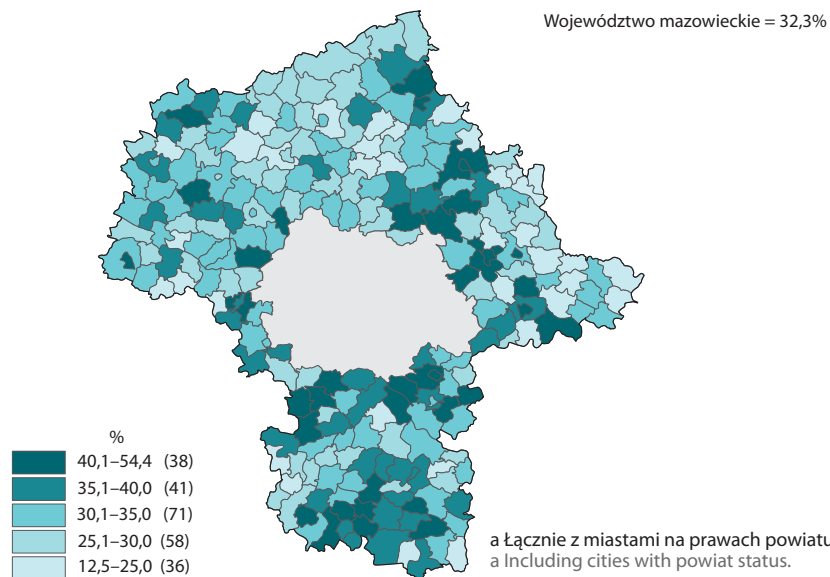 Województwo mazowieckie = 32,3%
%
40,1–54,4 (38)
35,1–40,0 (41)
30,1–35,0 (71)
25,1–30,0 (58)
12,5–25,0 (36)
a Łącznie z miastami na prawach powiatu
a Including cities with powiat status.